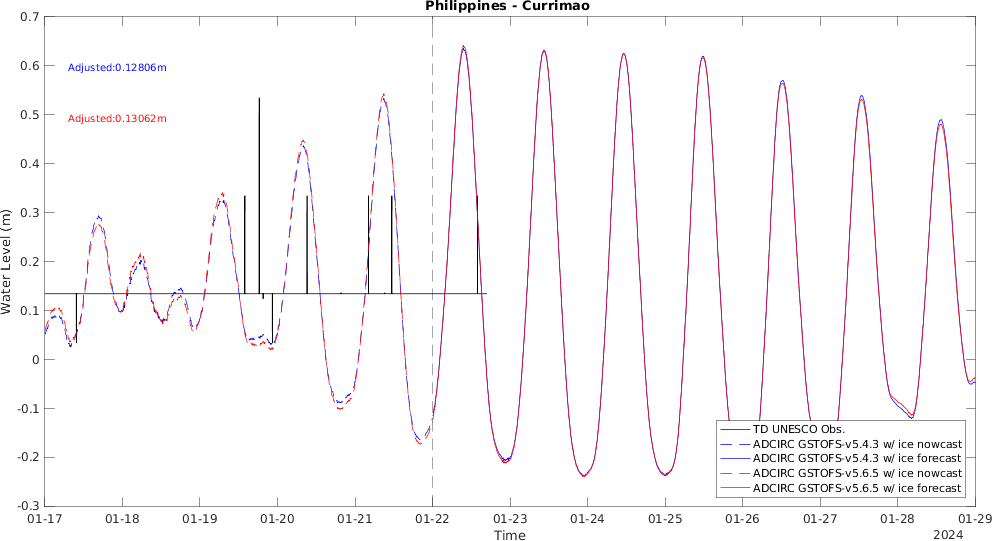 Philippines - Currimao
0.7
0.6
0.5
0.4
0.3
0.2
0.1
0
-0.1
-0.2
-0.3
Water Level (m)
Adjusted:0.12806m
Adjusted:0.13062m
TD UNESCO Obs.
ADCIRC GSTOFS-v5.4.3 w/ ice nowcast
ADCIRC GSTOFS-v5.4.3 w/ ice forecast
ADCIRC GSTOFS-v5.6.5 w/ ice nowcast
ADCIRC GSTOFS-v5.6.5 w/ ice forecast
01-17 01-18 01-19 01-20 01-21 01-22 01-23 01-24 01-25 01-26 01-27 01-28 01-29
Time
2024